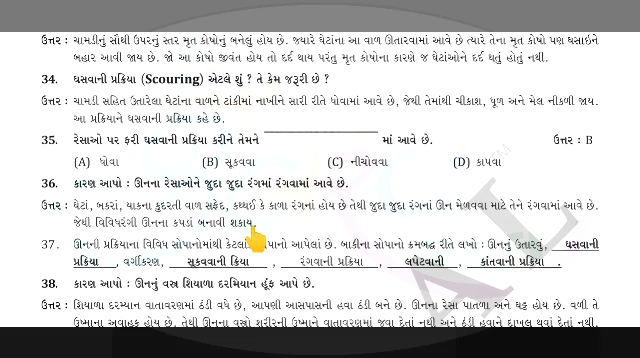 ઉત્તર : ચામડીનું સૌથી ઉપરનું સ્તર મૃત કોષોનું બનેલું હોય છે. જ્યારે ઘેટાંના આ વાળ ઊતારવામાં આવે છે ત્યારે તેના મૃત કોષો પણ ઘસાઇને
બહાર આવી જાય છે. જો આ કોષો જીવંત હોય તો દર્દ થાય પરંતુ મૃત કોષોના કારણે જ ઘેટાંઓને દર્દ થતું હોતું નથી.
34. ઘસવાની પ્રક્રિયા (Scouring) એટલે શું ? તે કેમ જરૂરી છે ?
ઉત્તર : ચામડી સહિત ઉતારેલા ઘેટાંના વાળને ટાંકીમાં નાખીને સારી રીતે ધોવામાં આવે છે, જેથી તેમાંથી ચીકાશ, ધૂળ અને મેલ નીકળી જાય.
આ પ્રક્રિયાને ઘસવાની પ્રક્રિયા કહે છે.
35. રેસાઓ પર ફરી ઘસવાની પ્રક્રિયા કરીને તેમને ____________ માં આવે છે. ઉત્તર : B
(A) ધોવા (B) સૂકવવા (C) નીચોવવા (D) કાપવા
36. કારણ આપો : ઊનના રેસાઓને જુદા જુદા રંગમાં રંગવામાં આવે છે.
ઉત્તર : ઘેટાં, બકરાં, યાકના કુદરતી વાળ સફેદ, કથ્થઈ કે કાળા રંગનાં હોય છે તેથી જુદા જુદા રંગનાં ઊન મેળવવા માટે તેને રંગવામાં આવે છે.
જેથી વિવિધરંગી ઊનના કપડાં બનાવી શકાય.
37. ઊનની પ્રક્રિયાના વિવિધ સોપાનોમાંથી કેટલાં સોપાનો આપેલાં છે. બાકીના સોપાનો ક્રમબદ્ધ રીતે લખો : ઊનનું ઉતારવું, ઘસવાની
પ્રક્રિયા, વર્ગીકરણ, સૂકવવાની ક્રિયા , રંગવાની પ્રક્રિયા , લપેટવાની , કાંતવાની પ્રક્રિયા .
38. કારણ આપો : ઊનનું વસ્ત્ર શિયાળા દરમિયાન હૂંફ આપે છે.
ઉત્તર : શિયાળા દરમ્યાન વાતાવરણમાં ઠંડી વધે છે, આપણી આસપાસની હવા ઠંડી બને છે. ઊનના રેસા પાતળા અને ઘટ્ટ હોય છે. વળી તે
ઉષ્માના અવાહક હોય છે. તેથી ઊનના વસ્ત્રો શરીરની ઉષ્માને વાતાવરણમાં જવા દેતાં નથી અને ઠંડી હવાને દાખલ થવાં દેતાં નથી.